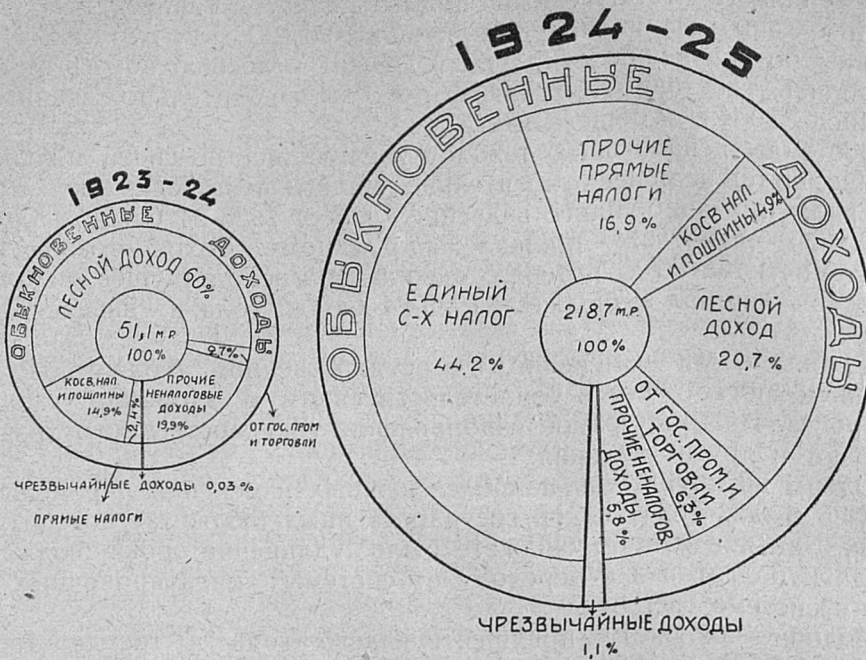 1923-24
ОБЫКНОВЕННЫЕ ДОХОДЫ
ЛЕСНОЙ ДОХОД 60%
51,1 м.р.
100%
2,7%
КОСВ. НАЛ.
И ПОШЛИНЫ
14,9%
2,4%
ПРОЧИЕ
НЕНАЛОГОВЫЕ
ДОХОДЫ
19,9%
ОТ ГОС. ПРОМ
И ТОРГОВЛИ
ЧРЕЗВЫЧАЙНЫЕ ДОХОДЫ 0,03%
ПРЯМЫЕ НАЛОГИ
1924-25
ОБЫКНОВЕННЫЕ ДОХОДЫ
ПРОЧИЕ
ПРЯМЫЕ
НАЛОГИ
16,9%
КОСВ. НАЛ
И ПОШЛИНЫ 4,9%
ЕДИНЫЙ
С-Х НАЛОГ
44,2%
218,7 м.р.
100%
ЛЕСНОЙ
ДОХОД
20,7%
ОТ ГОС. ПРОМ И
ТОРГОВЛИ
6,3%
ПРОЧИЕ НЕНАЛОГОВ.
ДОХОДЫ
5,8%
ЧРЕЗВЫЧАЙНЫЕ ДОХОДЫ
1,1%